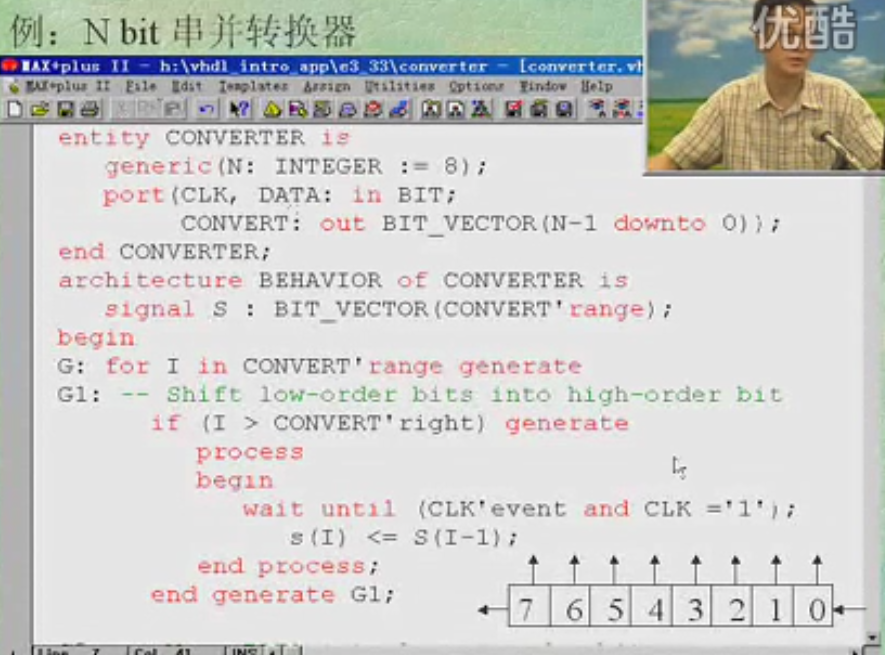 例：N bit 串并转换器
优酷
MAX+plus II - h:\vhdl_intro_app\e3_33\converter - [converter.vh
MAX+plus II File Edit Templates Assign Utilities Options Window Help
entity CONVERTER is
generic(N: INTEGER := 8);
port(CLK, DATA: in BIT;
CONVERT: out BIT_VECTOR(N-1 downto 0));
end CONVERTER;
architecture BEHAVIOR of CONVERTER is
signal S : BIT_VECTOR(CONVERT'range);
begin
G: for I in CONVERT'range generate
G1: -- Shift low-order bits into high-order bit
if (I > CONVERT'right) generate
process
begin
wait until (CLK'event and CLK ='1');
s(I) <= S(I-1);
end process;
end generate G1;
7 6 5 4 3 2 1 0
Line 7 Col 41 INS